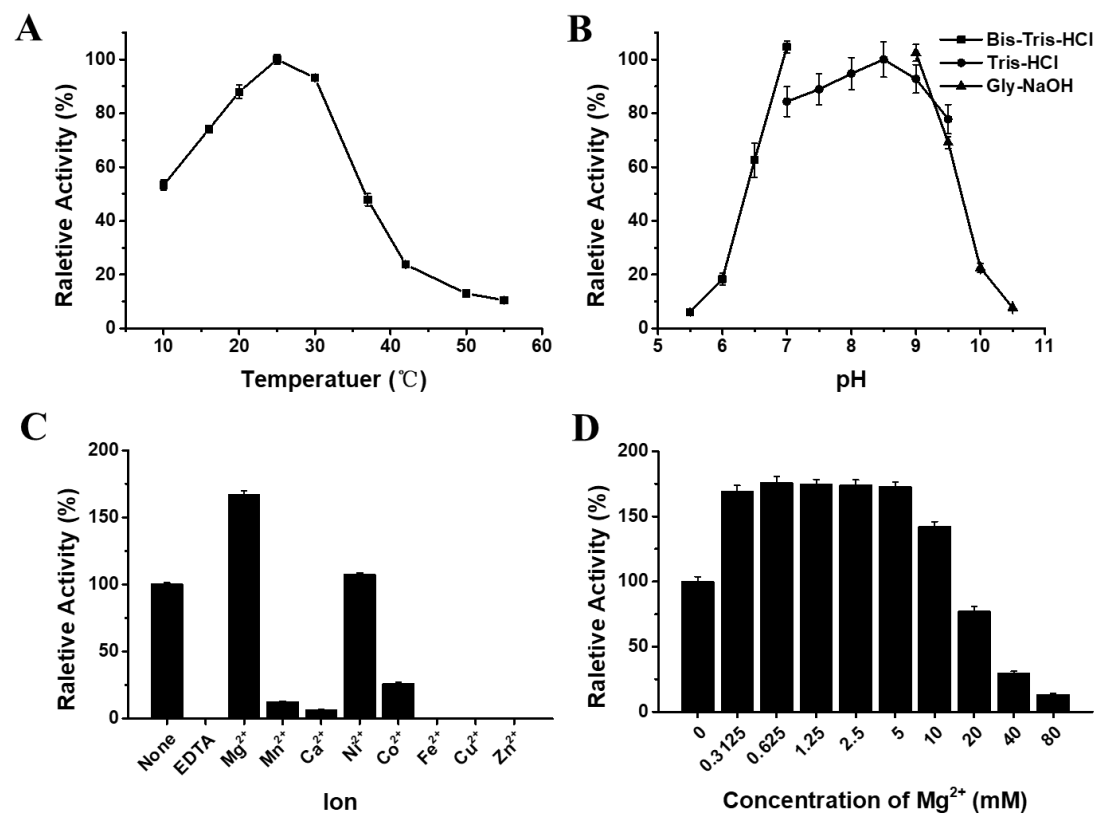 A
Raletive Activity (%)
100
80
60
40
20
0
10 20 30 40 50 60
Temperatuer (℃)
B
Raletive Activity (%)
100
80
60
40
20
0
5 6 7 8 9 10 11
pH
Bis-Tris-HCl
Tris-HCl
Gly-NaOH
C
Raletive Activity (%)
200
150
100
50
0
None EDTA Mg²⁺ Mn²⁺ Ca²⁺ Ni²⁺ Co²⁺ Fe²⁺ Cu²⁺ Zn²⁺
Ion
D
Raletive Activity (%)
200
150
100
50
0
0 0.3125 0.625 1.25 2.5 5 10 20 40 80
Concentration of Mg²⁺ (mM)